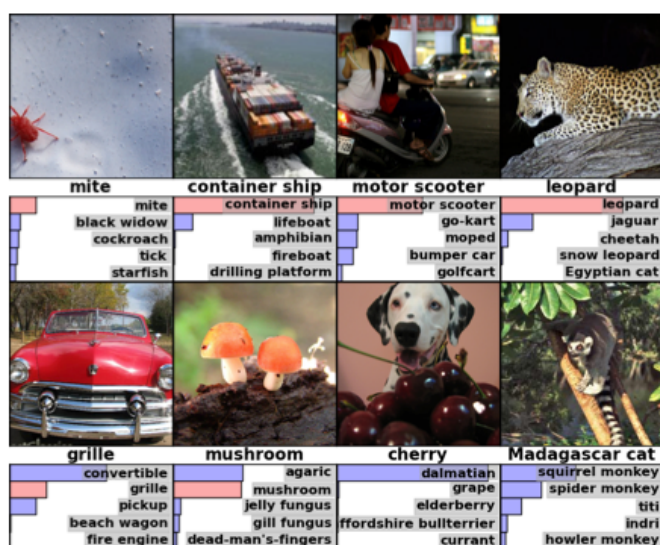 mite
container ship
motor scooter
leopard
mite
black widow
cockroach
tick
starfish
container ship
lifeboat
amphibian
fireboat
drilling platform
motor scooter
go-kart
moped
bumper car
golfcart
leopard
jaguar
cheetah
snow leopard
Egyptian cat
grille
mushroom
cherry
Madagascar cat
convertible
grille
pickup
beach wagon
fire engine
agaric
mushroom
jelly fungus
gill fungus
dead-man's-fingers
dalmatian
grape
elderberry
ffordshire bullterrier
currant
squirrel monkey
spider monkey
titi
indri
howler monkey